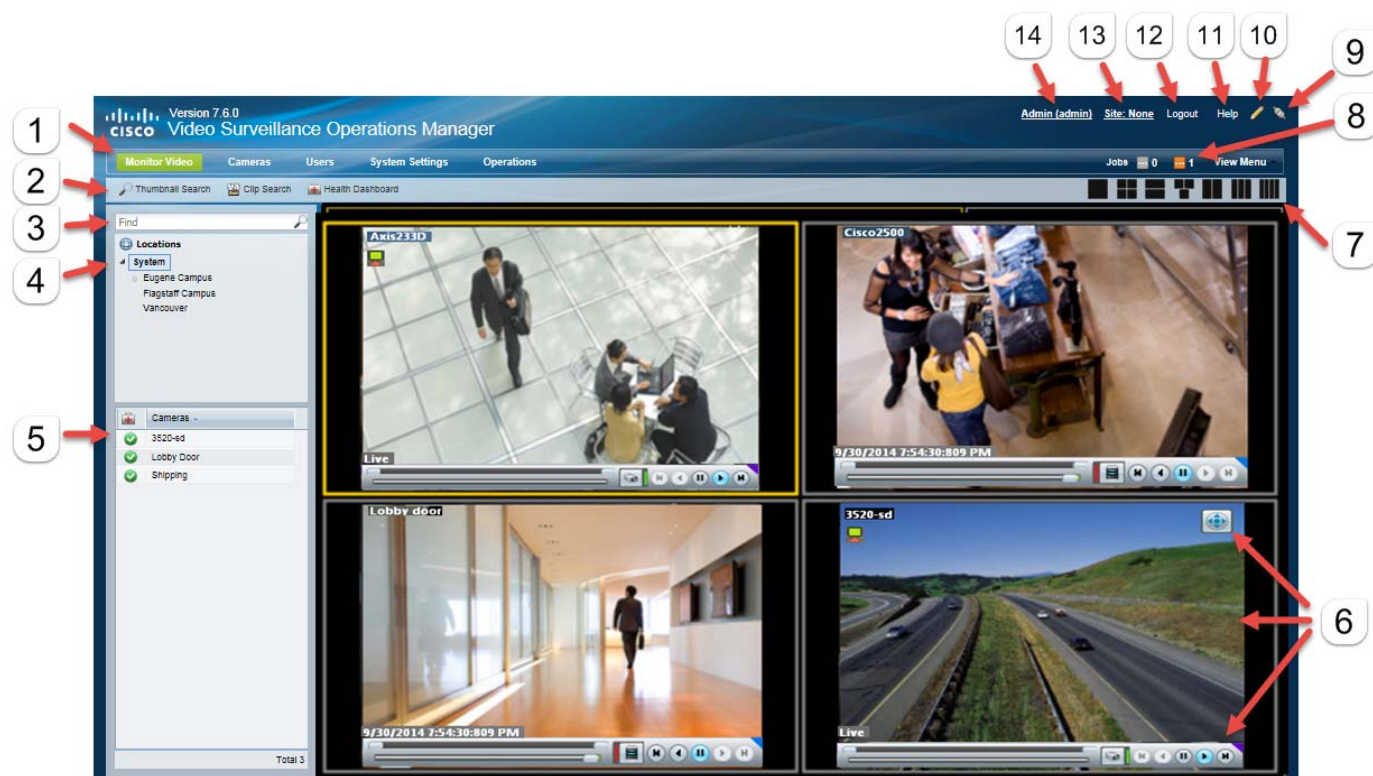 14 13 12 11 10
9
8
1
2
3
4
5
7
6
Version 7.6.0
CISCO Video Surveillance Operations Manager
Admin (admin) Site: None Logout Help
Monitor Video Cameras Users System Settings Operations
Jobs 0 1 View Menu
Thumbnail Search Clip Search Health Dashboard
Find
Locations
System
Eugene Campus
Flagstaff Campus
Vancouver
Cameras
3520-sd
Lobby Door
Shipping
Total 3
Axis233D
Live
Cisco2500
9/30/2014 7:54:30:809 PM
Lobby door
9/30/2014 7:54:30:809 PM
3520-sd
Live